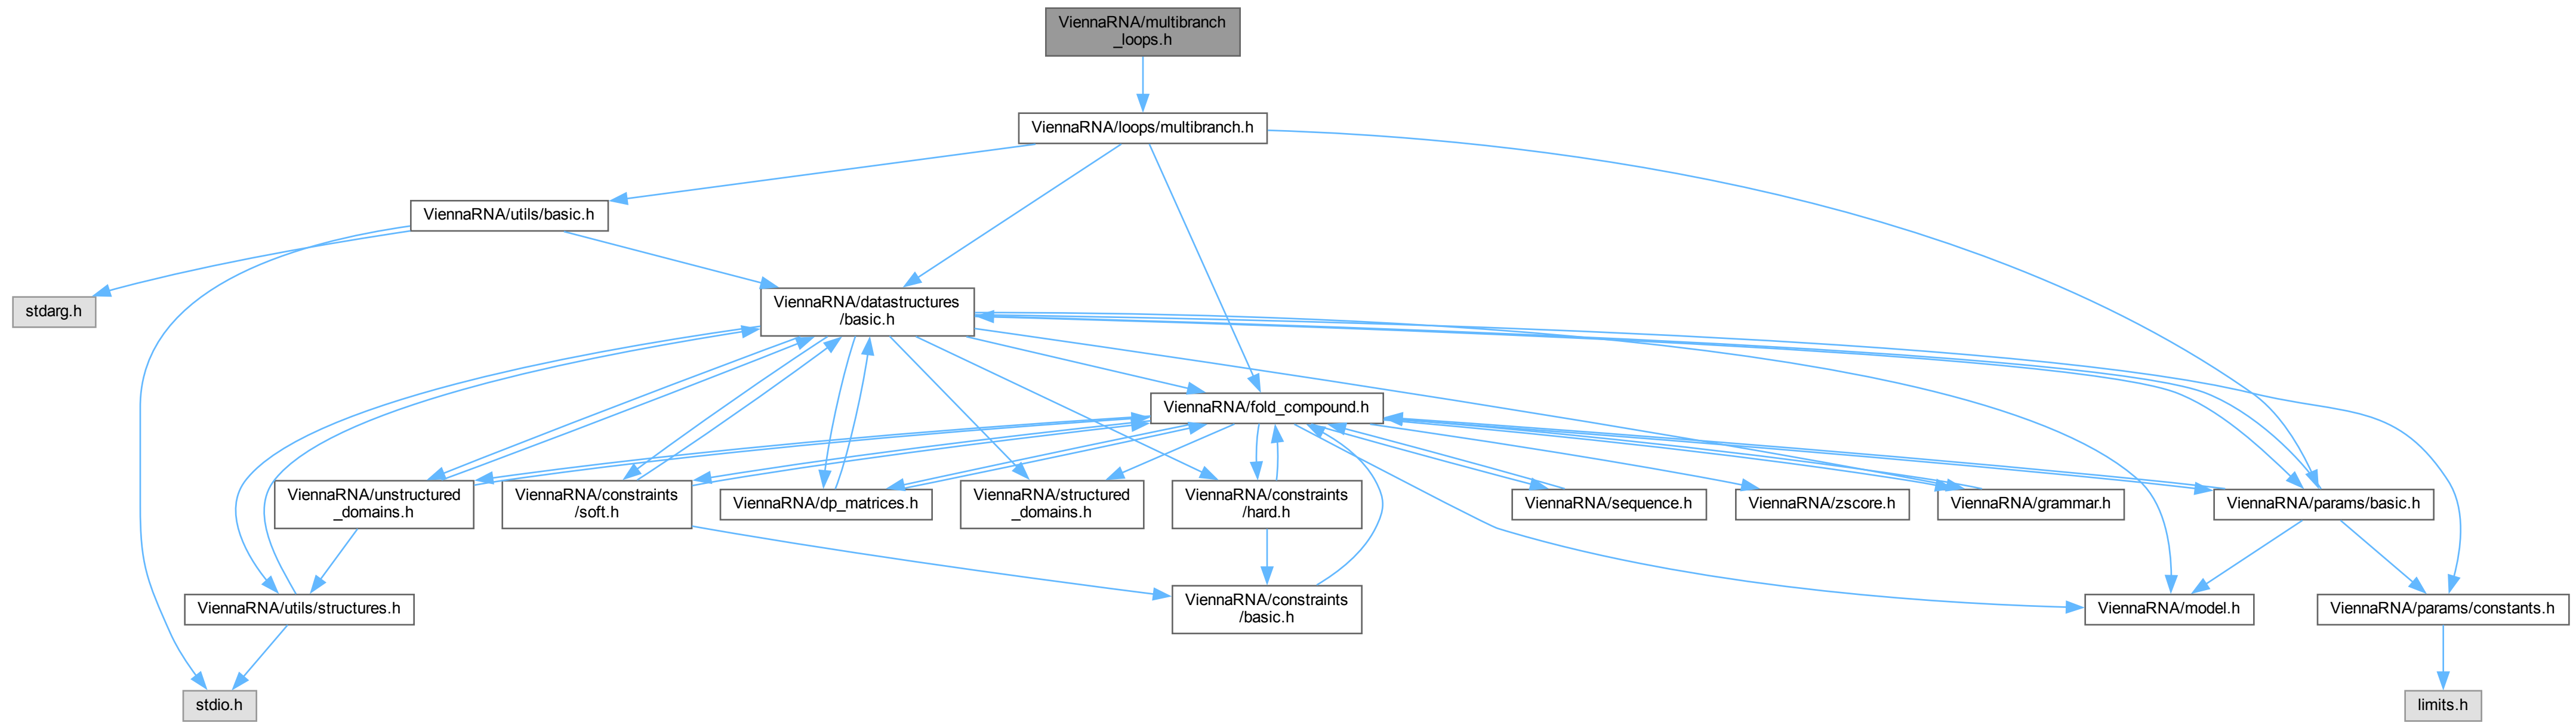 ViennaRNA/multibranch
_loops.h
ViennaRNA/loops/multibranch.h
ViennaRNA/utils/basic.h
stdarg.h
ViennaRNA/datastructures
/basic.h
ViennaRNA/fold_compound.h
ViennaRNA/unstructured
_domains.h
ViennaRNA/constraints
/soft.h
ViennaRNA/dp_matrices.h
ViennaRNA/structured
_domains.h
ViennaRNA/constraints
/hard.h
ViennaRNA/sequence.h
ViennaRNA/zscore.h
ViennaRNA/grammar.h
ViennaRNA/params/basic.h
ViennaRNA/utils/structures.h
ViennaRNA/constraints
/basic.h
ViennaRNA/model.h
ViennaRNA/params/constants.h
stdio.h
limits.h